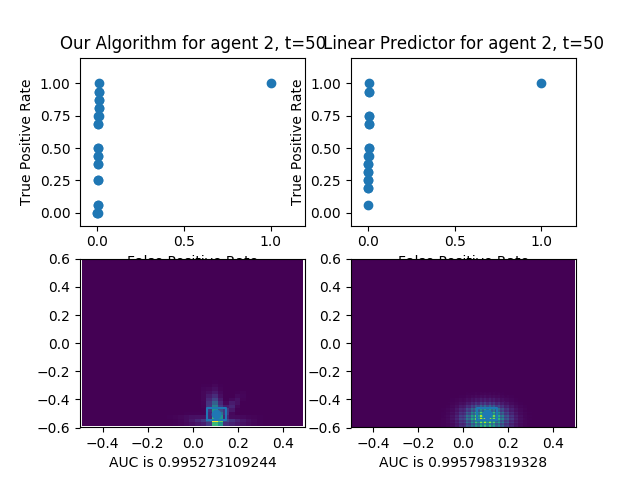 Our Algorithm for agent 2, t=50
Linear Predictor for agent 2, t=50
True Positive Rate
1.00
0.75
0.50
0.25
0.00
0.0 0.5 1.0
False Positive Rate
True Positive Rate
1.00
0.75
0.50
0.25
0.00
0.0 0.5 1.0
False Positive Rate
0.6
0.4
0.2
0.0
−0.2
−0.4
−0.6
−0.4 −0.2 0.0 0.2 0.4
AUC is 0.995273109244
0.6
0.4
0.2
0.0
−0.2
−0.4
−0.6
−0.4 −0.2 0.0 0.2 0.4
AUC is 0.995798319328